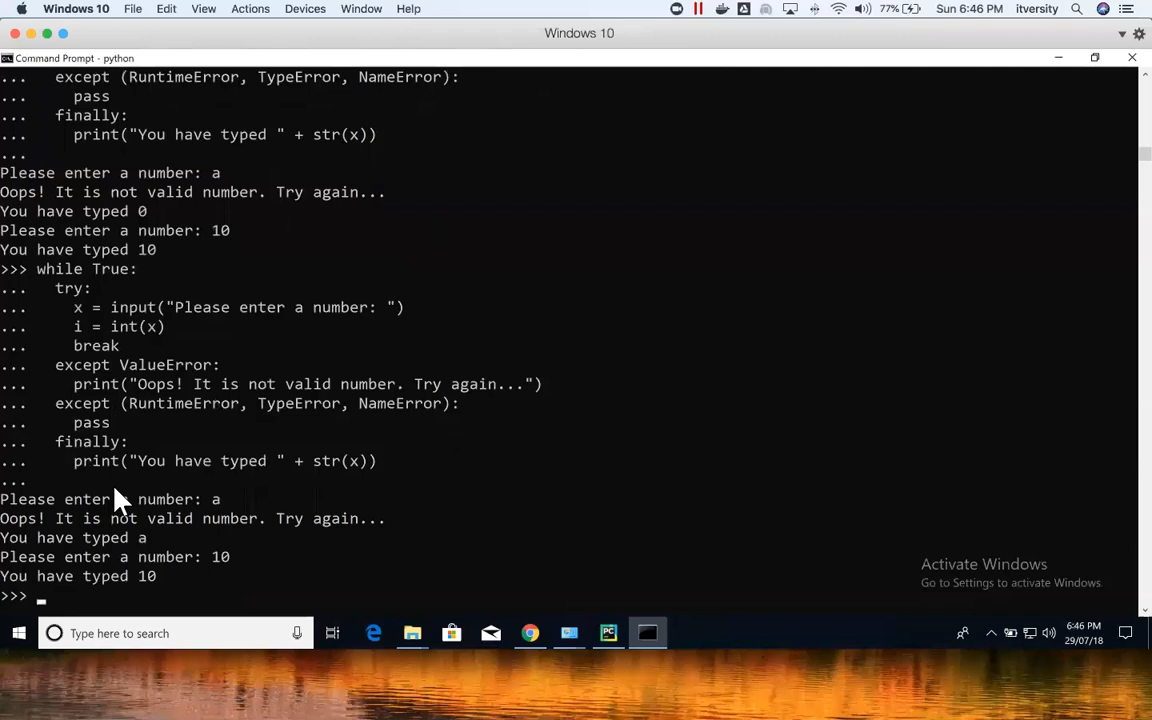 Windows 10 File Edit View Actions Devices Window Help 77% Sun 6:46 PM itversity
Windows 10
Command Prompt - python
... except (RuntimeError, TypeError, NameError):
... pass
... finally:
... print("You have typed " + str(x))
...
Please enter a number: a
Oops! It is not valid number. Try again...
You have typed 0
Please enter a number: 10
You have typed 10
>>> while True:
... try:
... x = input("Please enter a number: ")
... i = int(x)
... break
... except ValueError:
... print("Oops! It is not valid number. Try again...")
... except (RuntimeError, TypeError, NameError):
... pass
... finally:
... print("You have typed " + str(x))
...
Please enter a number: a
Oops! It is not valid number. Try again...
You have typed a
Please enter a number: 10
You have typed 10
>>> _
Activate Windows
Go to Settings to activate Windows.
Type here to search
PC
6:46 PM
29/07/18